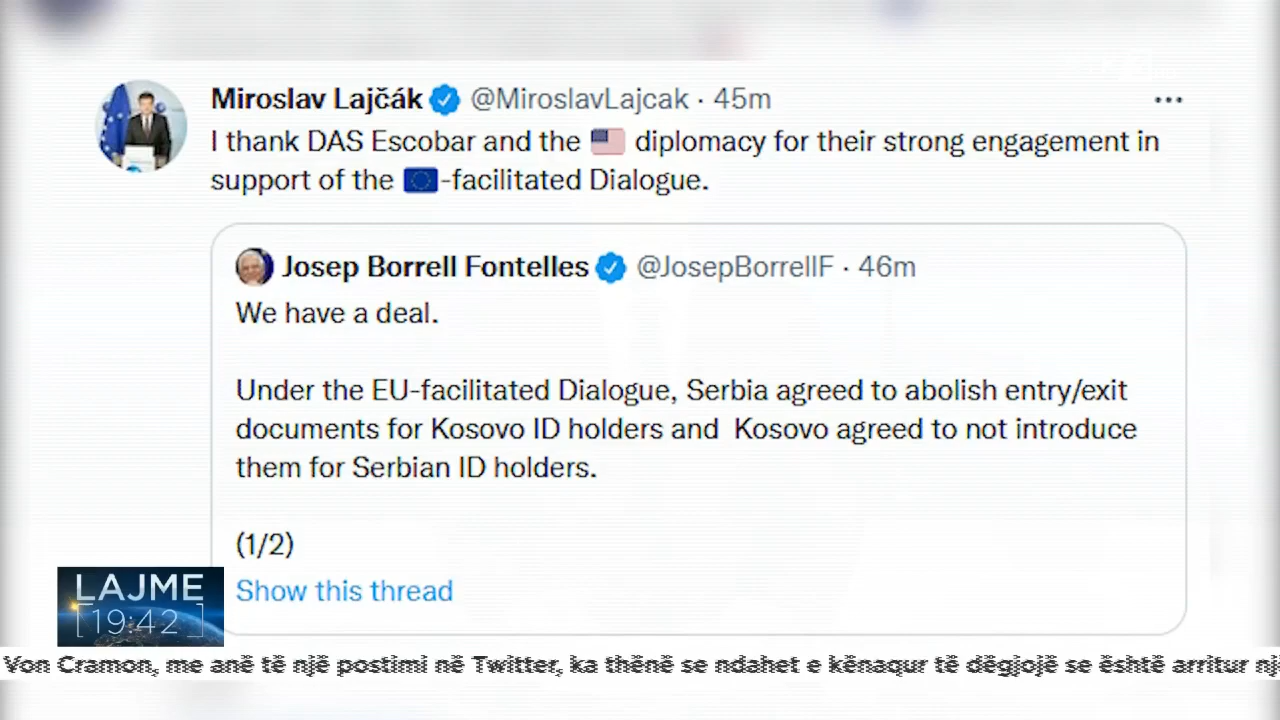 Miroslav Lajčák @MiroslavLajcak · 45m
I thank DAS Escobar and the 🇺🇸 diplomacy for their strong engagement in
support of the 🇪🇺-facilitated Dialogue.
Josep Borrell Fontelles @JosepBorrellF · 46m
We have a deal.
Under the EU-facilitated Dialogue, Serbia agreed to abolish entry/exit
documents for Kosovo ID holders and Kosovo agreed to not introduce
them for Serbian ID holders.
(1/2)
Show this thread
LAJME
[19:42]
Von Cramon, me anë të një postimi në Twitter, ka thënë se ndahet e kënaqur të dëgjojë se është arritur